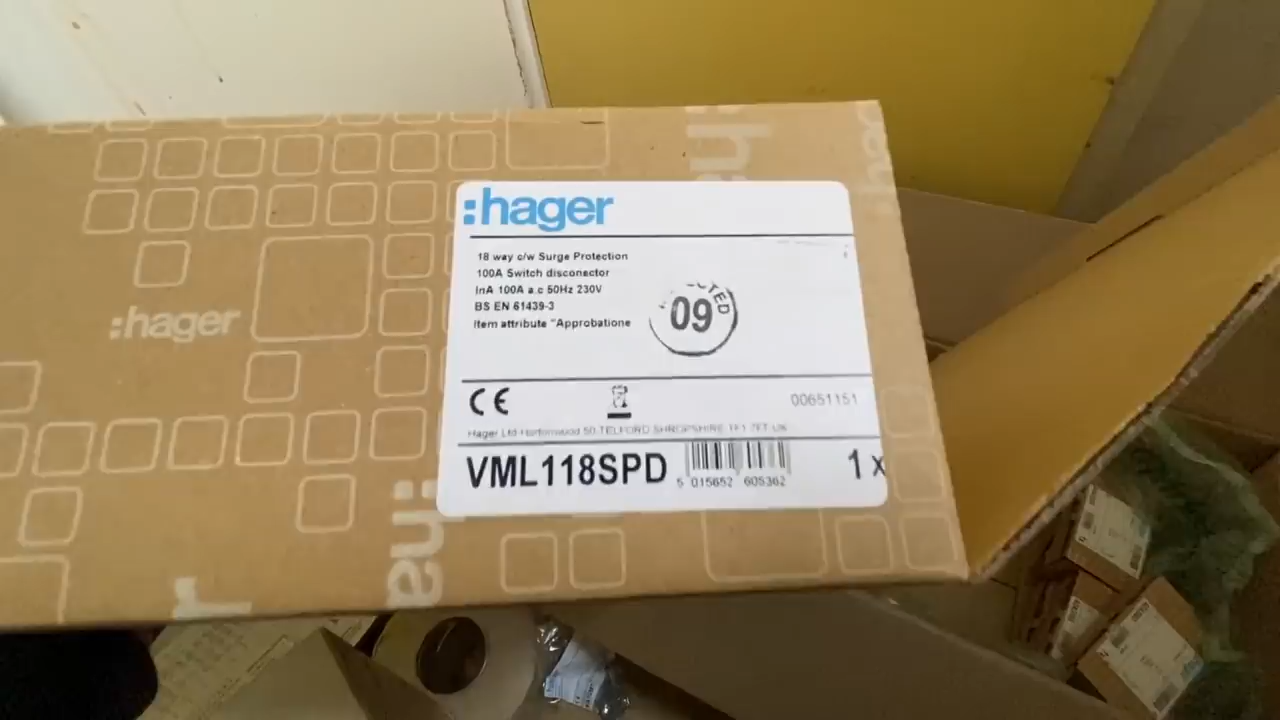 :hager
18 way c/w Surge Protection
100A Switch disconector
InA 100A a.c 50Hz 230V
BS EN 61439-3
Item attribute "Approbatione
09
CE
00651151
Hager Ltd Hortonwood 50 TELFORD SHROPSHIRE TF1 7FT UK
VML118SPD
5 015652 605362
1 x
:hager